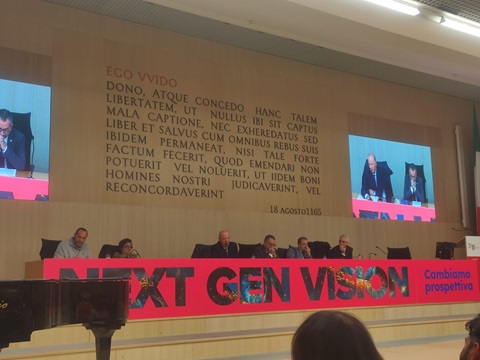 EGO VVIDO
DONO, ATQUE CONCEDO HANC TALEM
LIBERTATEM, UT NULLUS IBI SIT CAPTUS
MALA CAPTIONE, NEC EXHEREDATUS SED
LIBER ET SALVUS CUM OMNIBUS REBUS SUIS
IBIDEM PERMANEAT, NISI TALE FORTE
FACTUM FECERIT, QUOD EMENDARI NON
POTUERIT VEL NOLUERIT, UT IIDEM BONI
HOMINES NOSTRI JUDICAVERINT, VEL
RECONCORDAVERINT
18 AGOSTO 1165
NEXT GEN VISION
Cambiamo
prospettiva